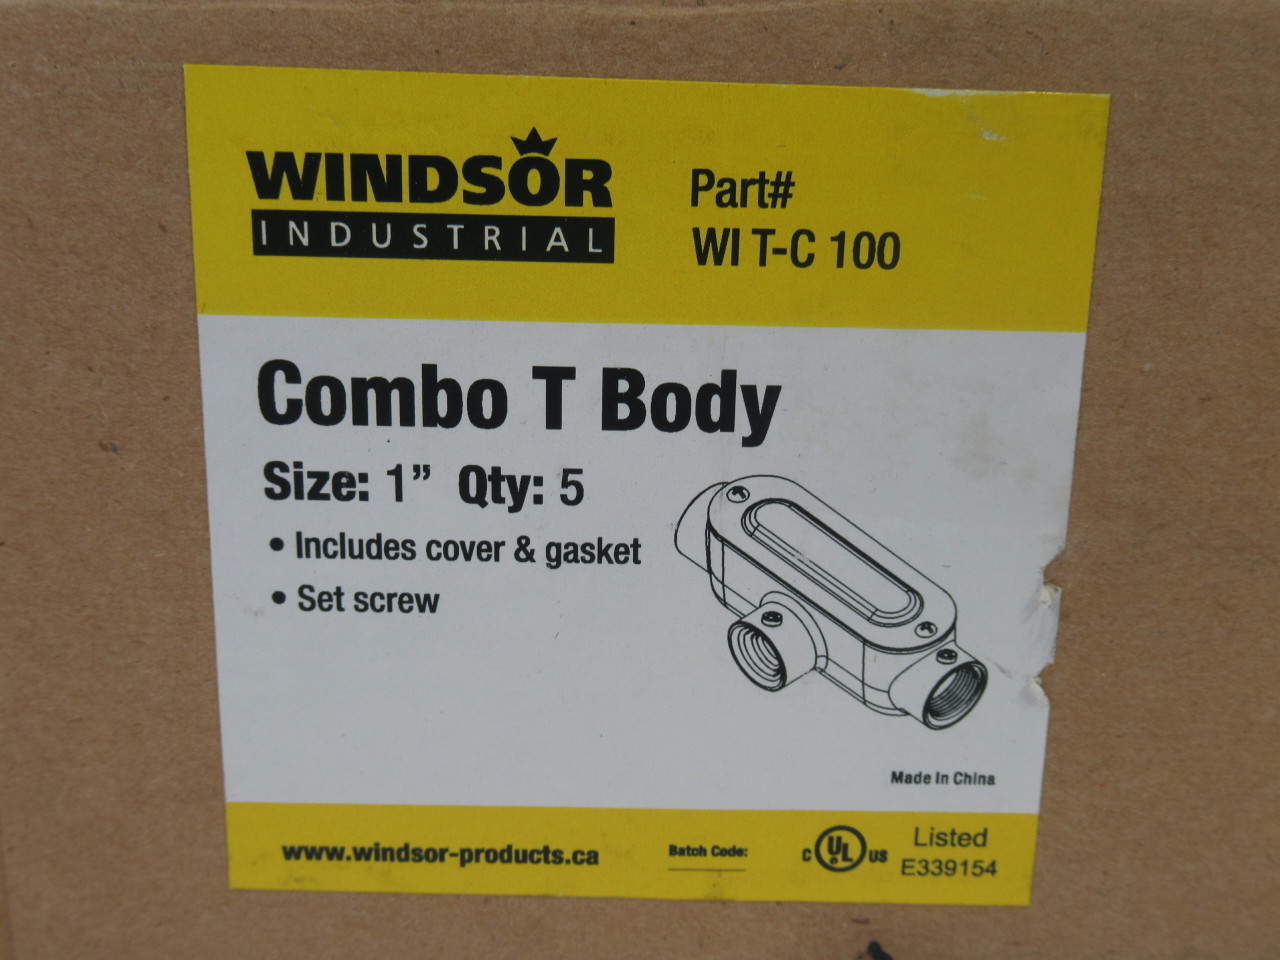 WINDSOR
INDUSTRIAL
Part#
WI T-C 100
Combo T Body
Size: 1” Qty: 5
• Includes cover & gasket
• Set screw
Made In China
www.windsor-products.ca
Batch Code:
C UL US
Listed
E339154